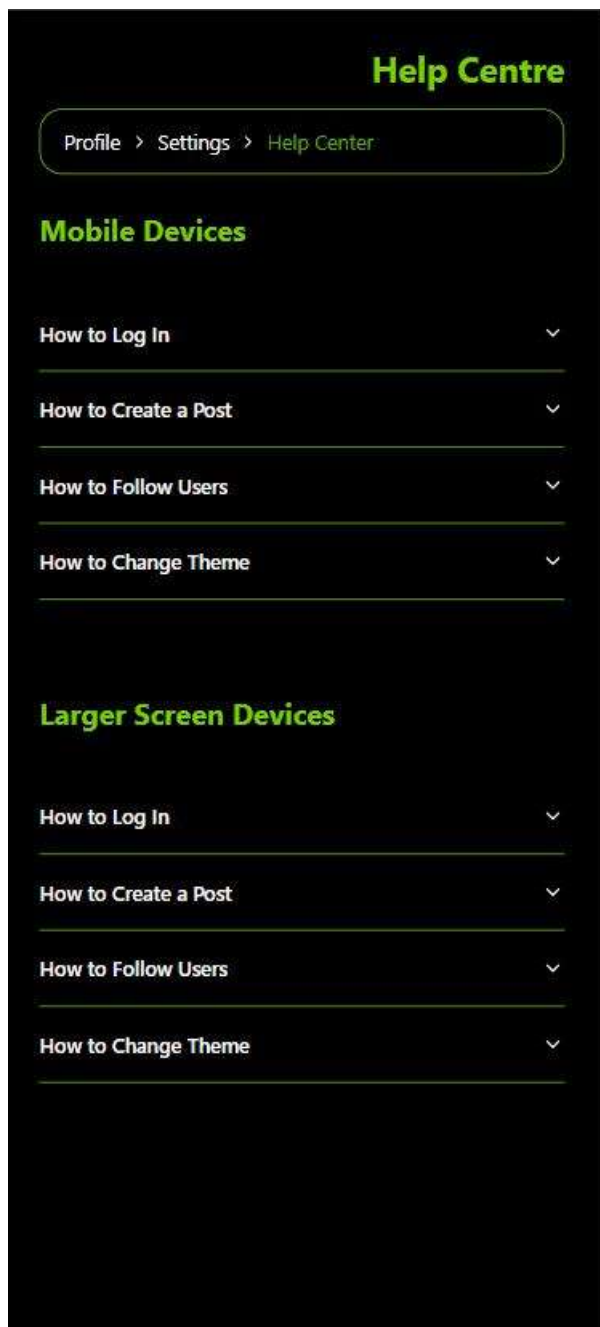 Help Centre
Profile > Settings > Help Center
Mobile Devices
How to Log In
How to Create a Post
How to Follow Users
How to Change Theme
Larger Screen Devices
How to Log In
How to Create a Post
How to Follow Users
How to Change Theme